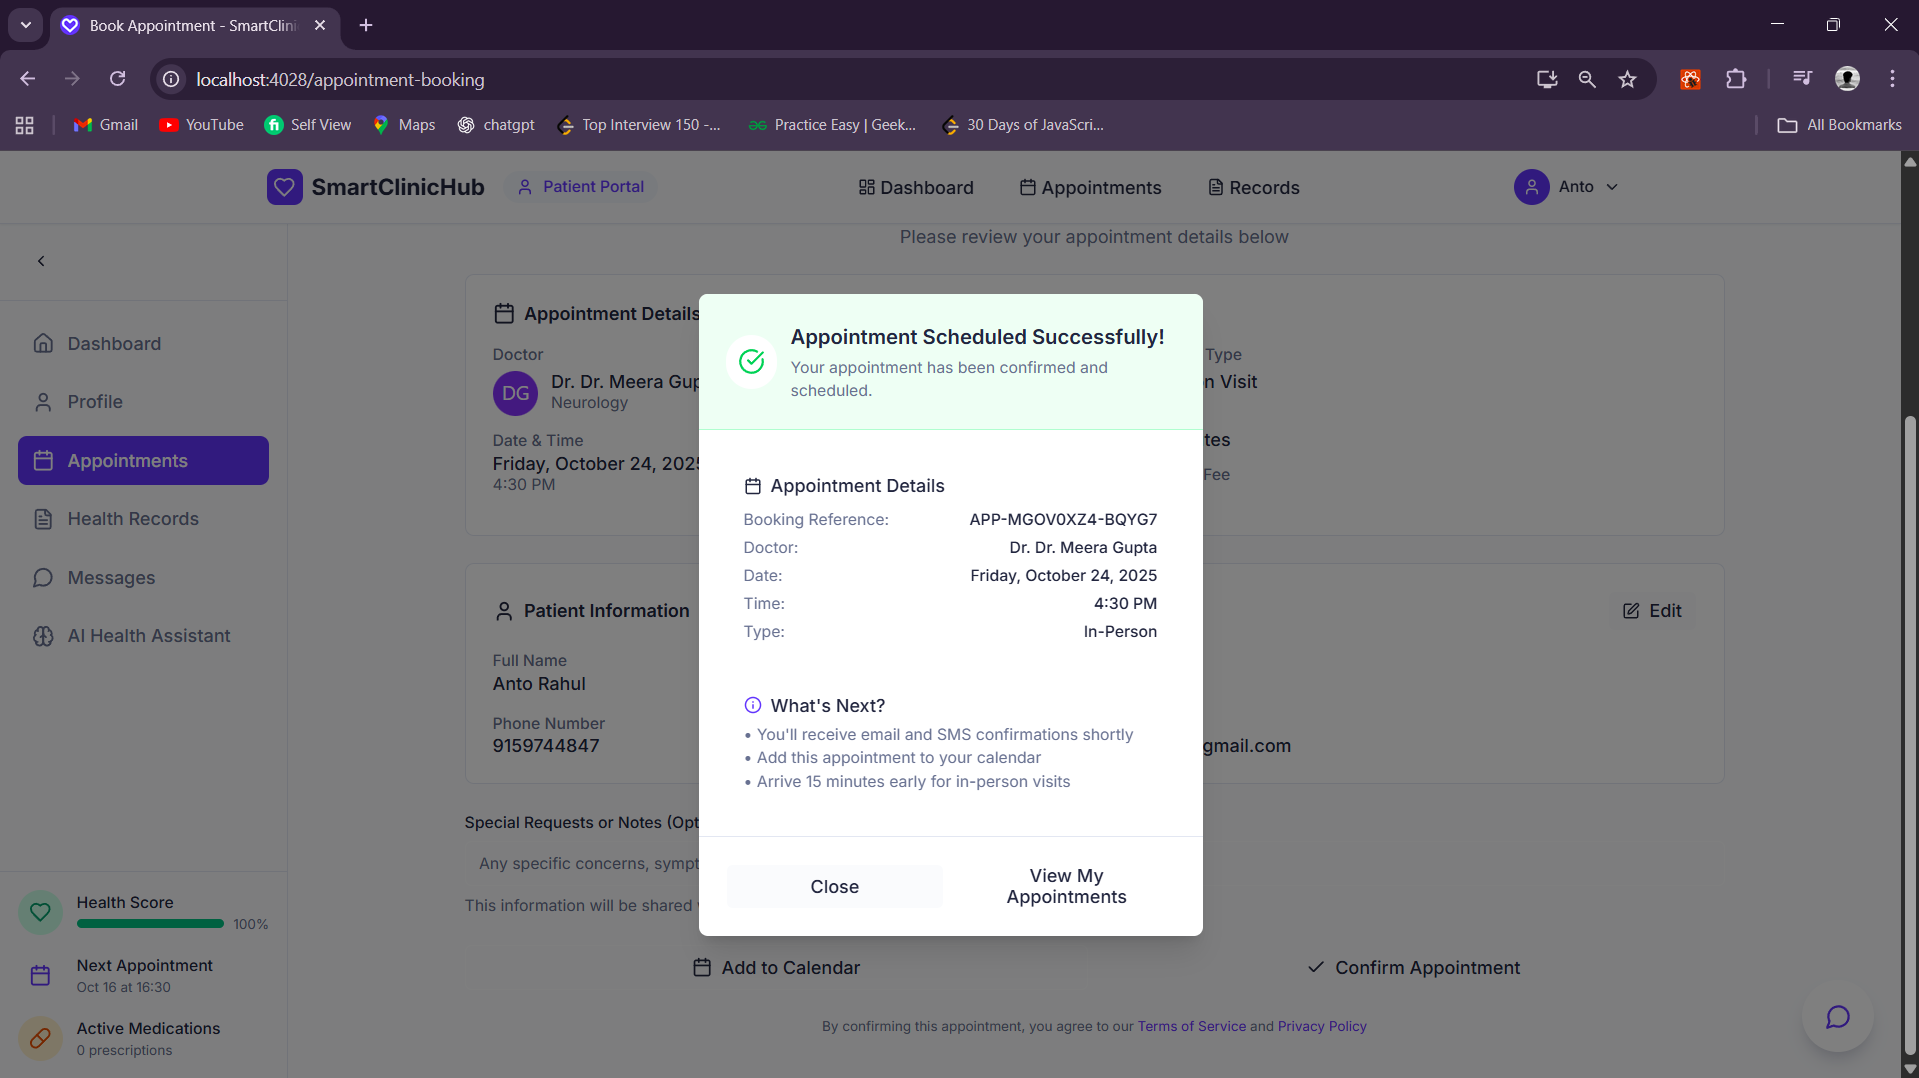 Book Appointment - SmartClini
localhost:4028/appointment-booking
Gmail
YouTube
Self View
Maps
chatgpt
Top Interview 150 -...
Practice Easy | Geek...
30 Days of JavaScri...
All Bookmarks
SmartClinicHub
Patient Portal
Dashboard
Appointments
Records
Anto
Dashboard
Profile
Appointments
Health Records
Messages
AI Health Assistant
Health Score
100%
Next Appointment
Oct 16 at 16:30
Active Medications
0 prescriptions
Please review your appointment details below
Appointment Details
Doctor
DG
Dr. Dr. Meera Gup
Neurology
Date & Time
Friday, October 24, 2025
4:30 PM
Type
n Visit
tes
Fee
Patient Information
Edit
Full Name
Anto Rahul
Phone Number
9159744847
gmail.com
Special Requests or Notes (Opt
Any specific concerns, sympt
This information will be shared
Add to Calendar
Confirm Appointment
By confirming this appointment, you agree to our Terms of Service and Privacy Policy
Appointment Scheduled Successfully!
Your appointment has been confirmed and
scheduled.
Appointment Details
Booking Reference: APP-MGOV0XZ4-BQYG7
Doctor: Dr. Dr. Meera Gupta
Date: Friday, October 24, 2025
Time: 4:30 PM
Type: In-Person
What's Next?
• You'll receive email and SMS confirmations shortly
• Add this appointment to your calendar
• Arrive 15 minutes early for in-person visits
Close
View My
Appointments